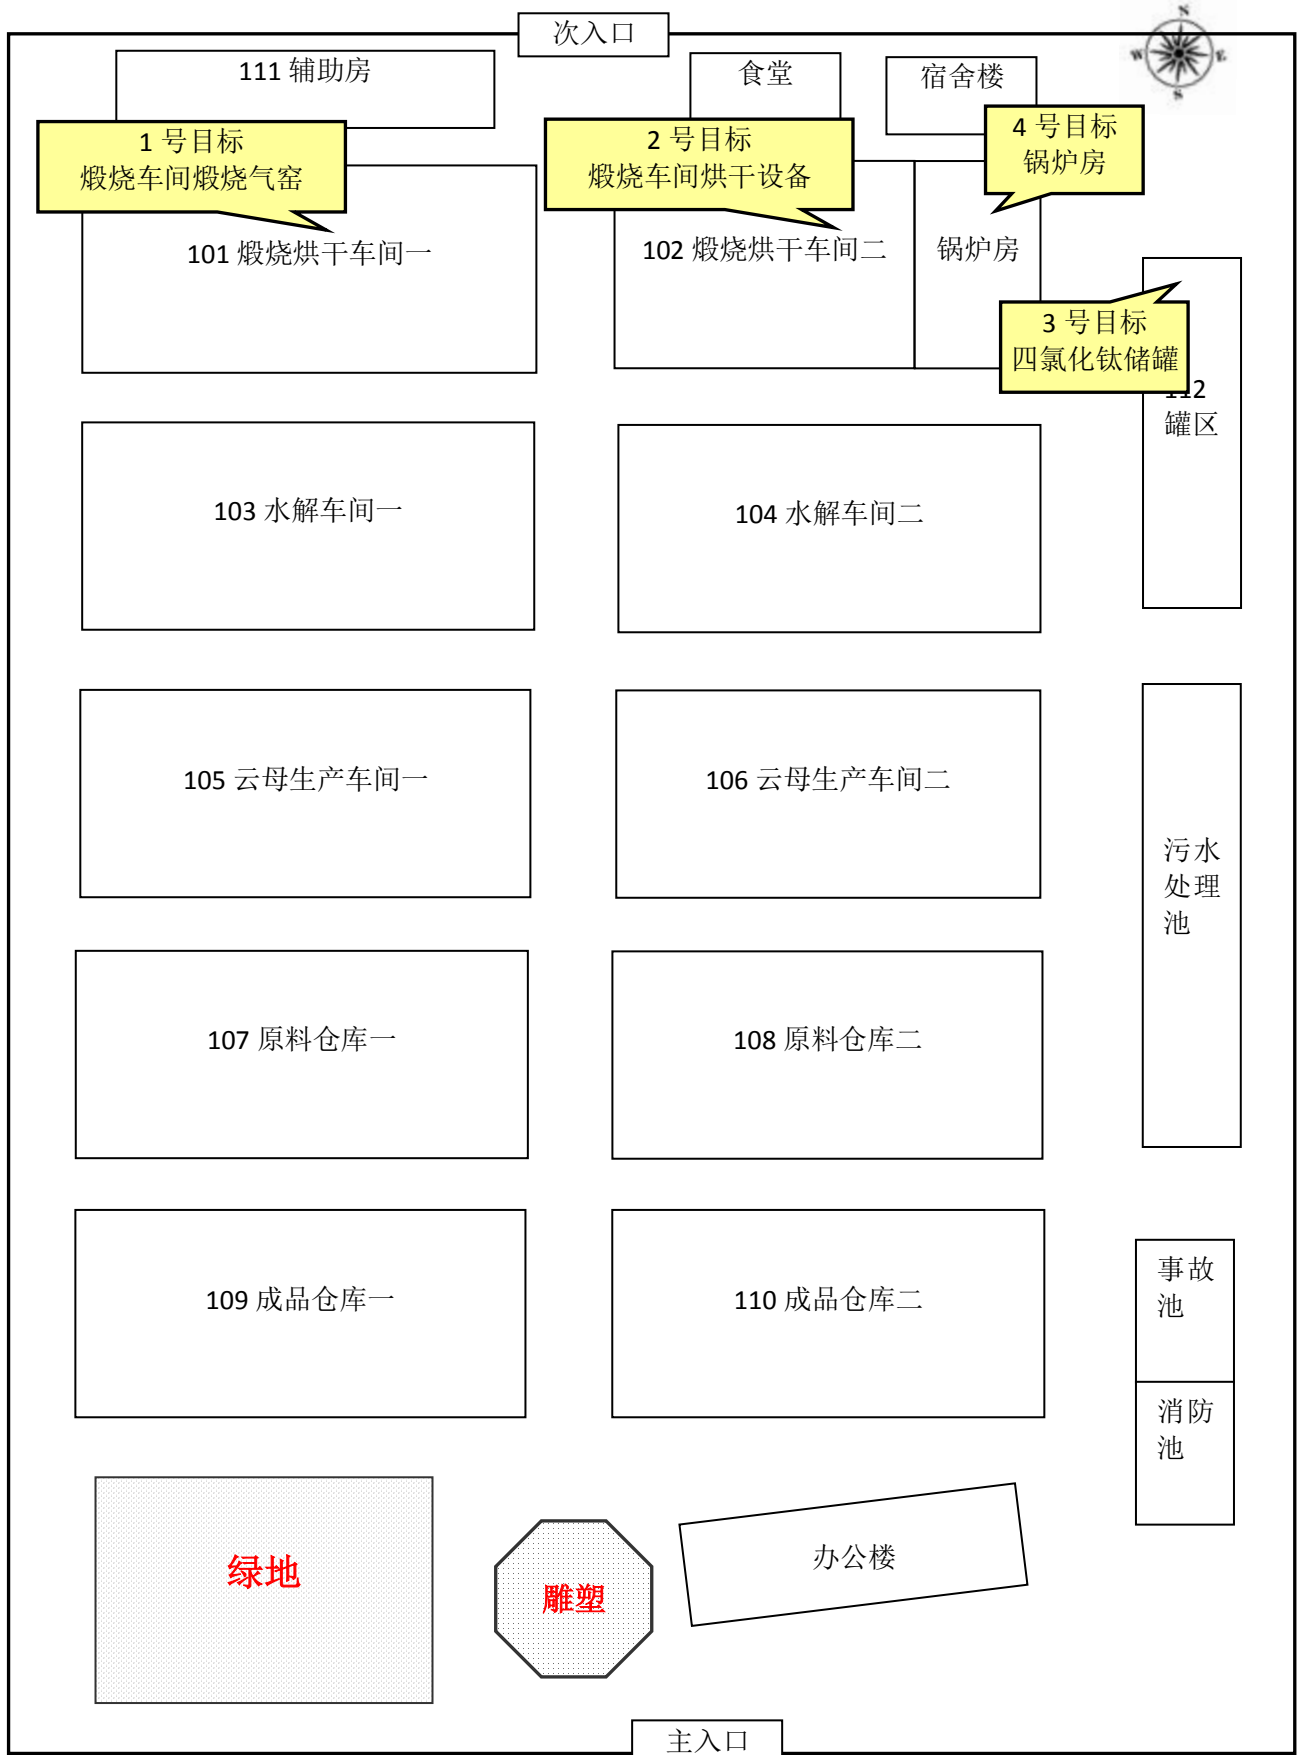 次入口
N
W
E
S
111 辅助房
食堂
宿舍楼
1 号目标
煅烧车间煅烧气窑
2 号目标
煅烧车间烘干设备
4 号目标
锅炉房
101 煅烧烘干车间一
102 煅烧烘干车间二
锅炉房
3 号目标
四氯化钛储罐
112
罐区
103 水解车间一
104 水解车间二
105 云母生产车间一
106 云母生产车间二
污水
处理
池
107 原料仓库一
108 原料仓库二
109 成品仓库一
110 成品仓库二
事故
池
消防
池
绿地
雕塑
办公楼
主入口